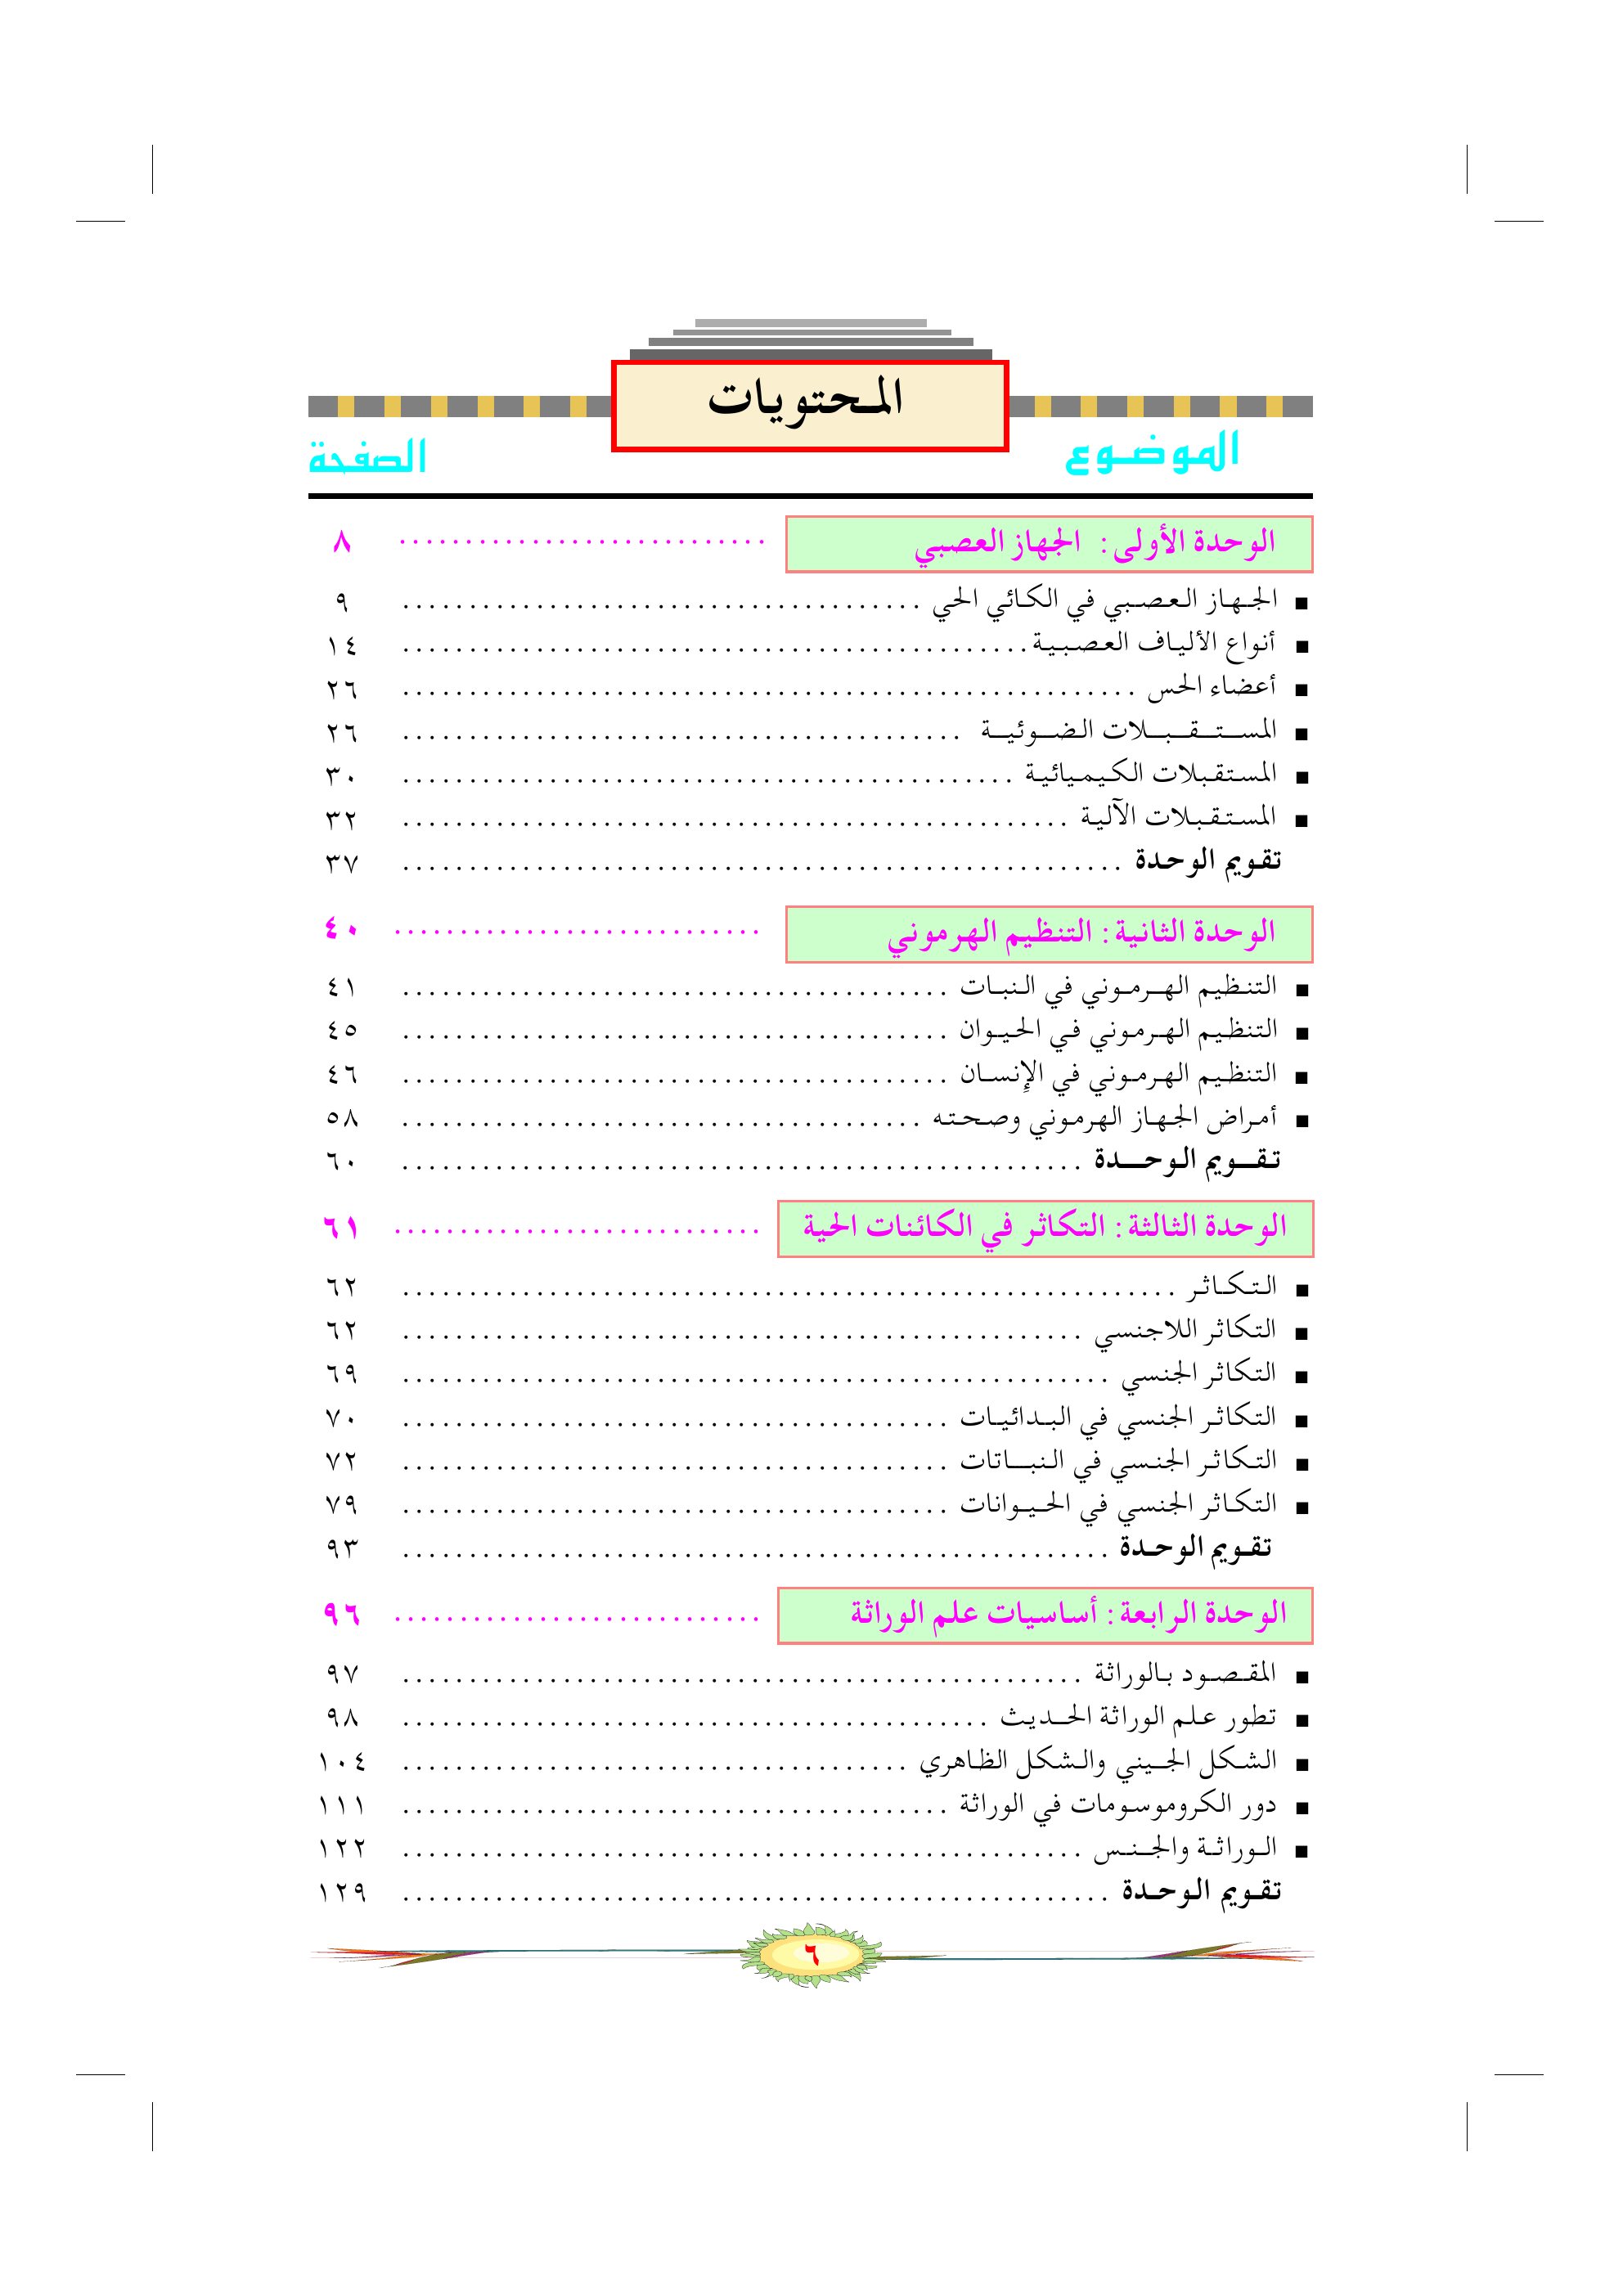 المحتويات
الموضوع الصفحة
الوحدة الأولى: الجهاز العصبي ............................ ٨
■ الجهاز العصبي في الكائي الحي ....................................... ٩
■ أنواع الألياف العصبية ............................................... ١٤
■ أعضاء الحس ....................................................... ٢٦
■ المستقبلات الضوئية .......................................... ٢٦
■ المستقبلات الكيميائية .............................................. ٣٠
■ المستقبلات الآلية .................................................. ٣٢
تقويم الوحدة ...................................................... ٣٧
الوحدة الثانية: التنظيم الهرموني ............................ ٤٠
■ التنظيم الهرموني في النبات ......................................... ٤١
■ التنظيم الهرموني في الحيوان ......................................... ٤٥
■ التنظيم الهرموني في الإنسان ......................................... ٤٦
■ أمراض الجهاز الهرموني وصحته ....................................... ٥٨
تقويم الوحدة ................................................... ٦٠
الوحدة الثالثة: التكاثر في الكائنات الحية ............................ ٦١
■ التكاثر .......................................................... ٦٢
■ التكاثر اللاجنسي ................................................... ٦٢
■ التكاثر الجنسي ..................................................... ٦٩
■ التكاثر الجنسي في البدائيات ......................................... ٧٠
■ التكاثر الجنسي في النباتات ......................................... ٧٢
■ التكاثر الجنسي في الحيوانات ......................................... ٧٩
تقويم الوحدة ..................................................... ٩٣
الوحدة الرابعة: أساسيات علم الوراثة ............................ ٩٦
■ المقصود بالوراثة ................................................... ٩٧
■ تطور علم الوراثة الحديث ............................................ ٩٨
■ الشكل الجيني والشكل الظاهري ...................................... ١٠٤
■ دور الكروموسومات في الوراثة ......................................... ١١١
■ الوراثة والجنس ................................................... ١٢٢
تقويم الوحدة ..................................................... ١٢٩
٦